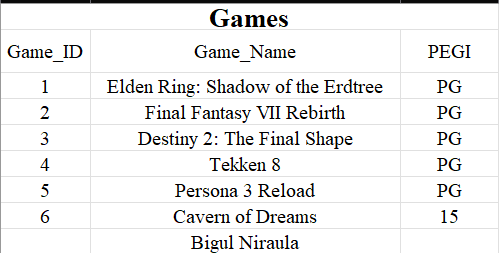 Games
Game_ID Game_Name PEGI
1 Elden Ring: Shadow of the Erdtree PG
2 Final Fantasy VII Rebirth PG
3 Destiny 2: The Final Shape PG
4 Tekken 8 PG
5 Persona 3 Reload PG
6 Cavern of Dreams 15
Bigul Niraula